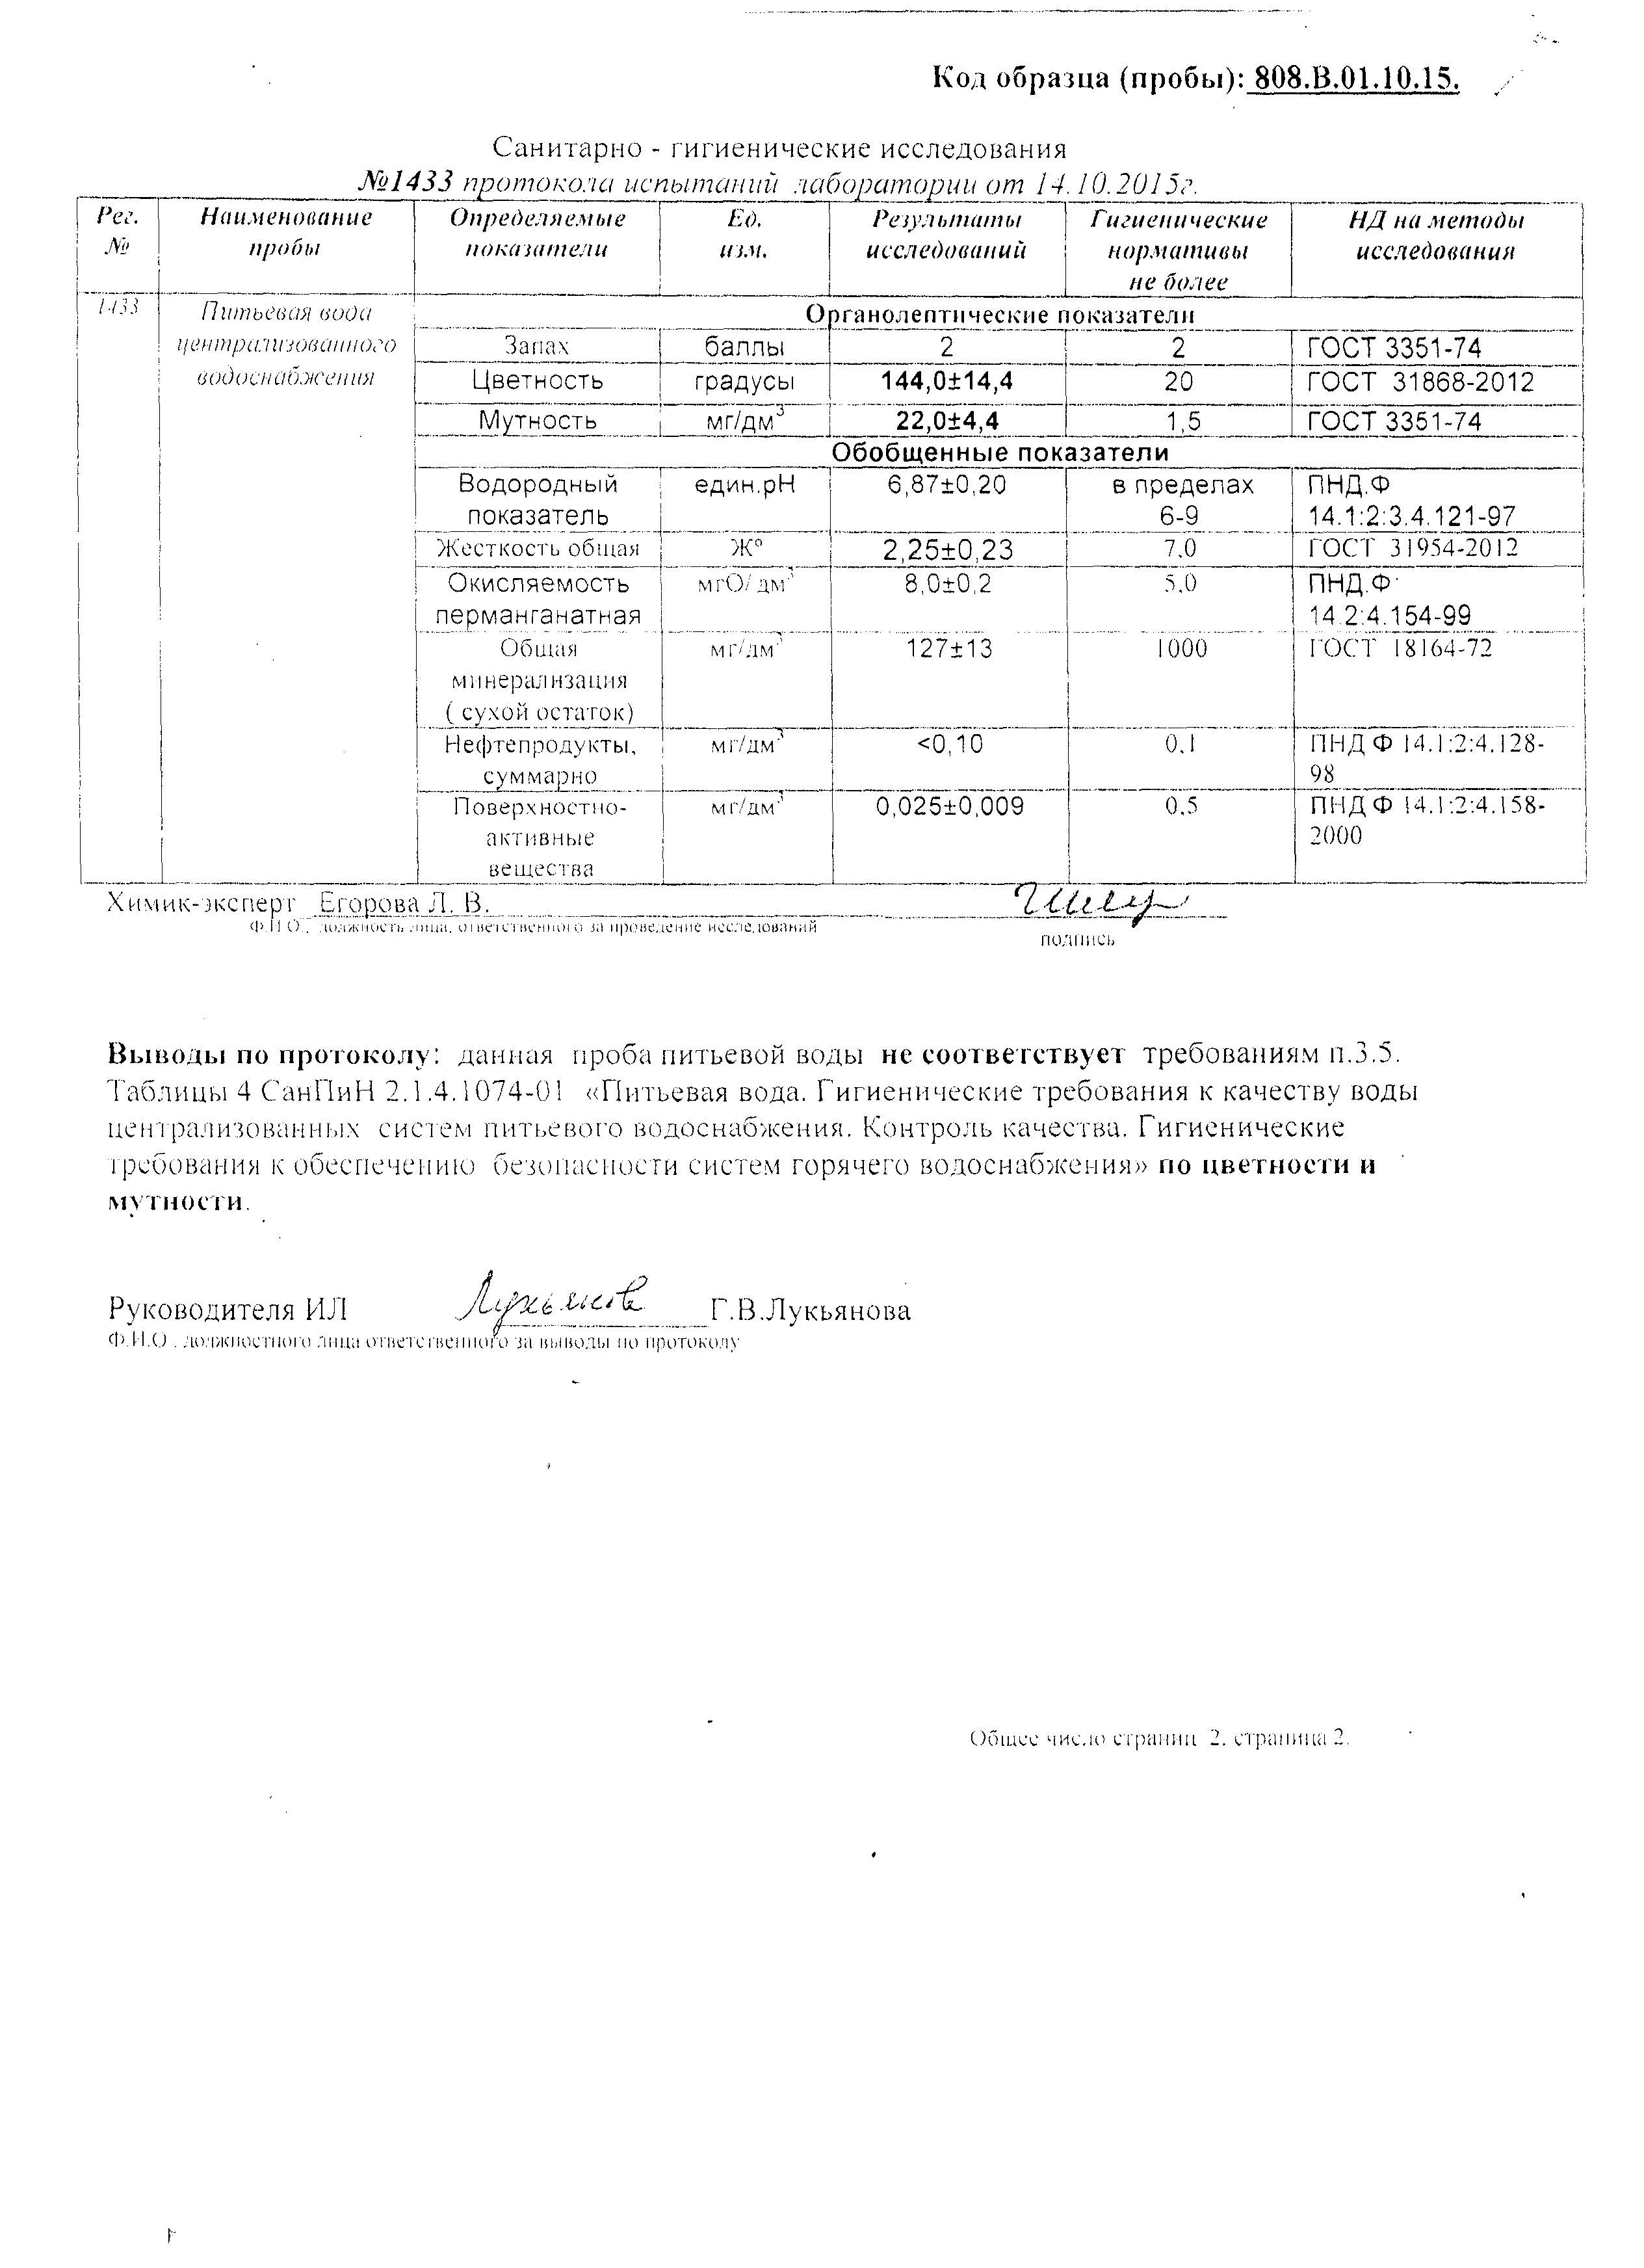 Код образца (пробы): 808.В.01.10.15.
Санитарно - гигиенические исследования
№1433 протокола испытаний лаборатории от 14.10.2015г.
Рег. №
Наименование пробы
Определяемые показатели
Ед. изм.
Результаты исследований
Гигиенические нормативы не более
НД на методы исследования
1433
Питьевая вода
централизованного
водоснабжения
Органолептические показатели
Запах баллы 2 2 ГОСТ 3351-74
Цветность градусы 144,0±14,4 20 ГОСТ 31868-2012
Мутность мг/дм³ 22,0±4,4 1,5 ГОСТ 3351-74
Обобщенные показатели
Водородный един.рН 6,87±0,20 в пределах ПНД.Ф
показатель 6-9 14.1:2:3.4.121-97
Жесткость общая Ж° 2,25±0,23 7,0 ГОСТ 31954-2012
Окисляемость мгО/дм³ 8,0±0,2 5,0 ПНД.Ф
перманганатная 14.2:4.154-99
Общая мг/дм³ 127±13 1000 ГОСТ 18164-72
минерализация
( сухой остаток)
Нефтепродукты, мг/дм³ <0,10 0,1 ПНД Ф 14.1:2:4.128-
суммарно 98
Поверхностно- мг/дм³ 0,025±0,009 0,5 ПНД Ф 14.1:2:4.158-
активные 2000
вещества
Химик-эксперт Егорова Л. В.
Ф.И.О., должность лица, ответственного за проведение исследований
подпись
Выводы по протоколу: данная проба питьевой воды не соответствует требованиям п.3.5.
Таблицы 4 СанПиН 2.1.4.1074-01 «Питьевая вода. Гигиенические требования к качеству воды
централизованных систем питьевого водоснабжения. Контроль качества. Гигиенические
требования к обеспечению безопасности систем горячего водоснабжения» по цветности и
мутности.
Руководителя ИЛ Г.В.Лукьянова
Ф.И.О. должностного лица ответственного за выводы по протоколу
Общее число страниц 2, страница 2.